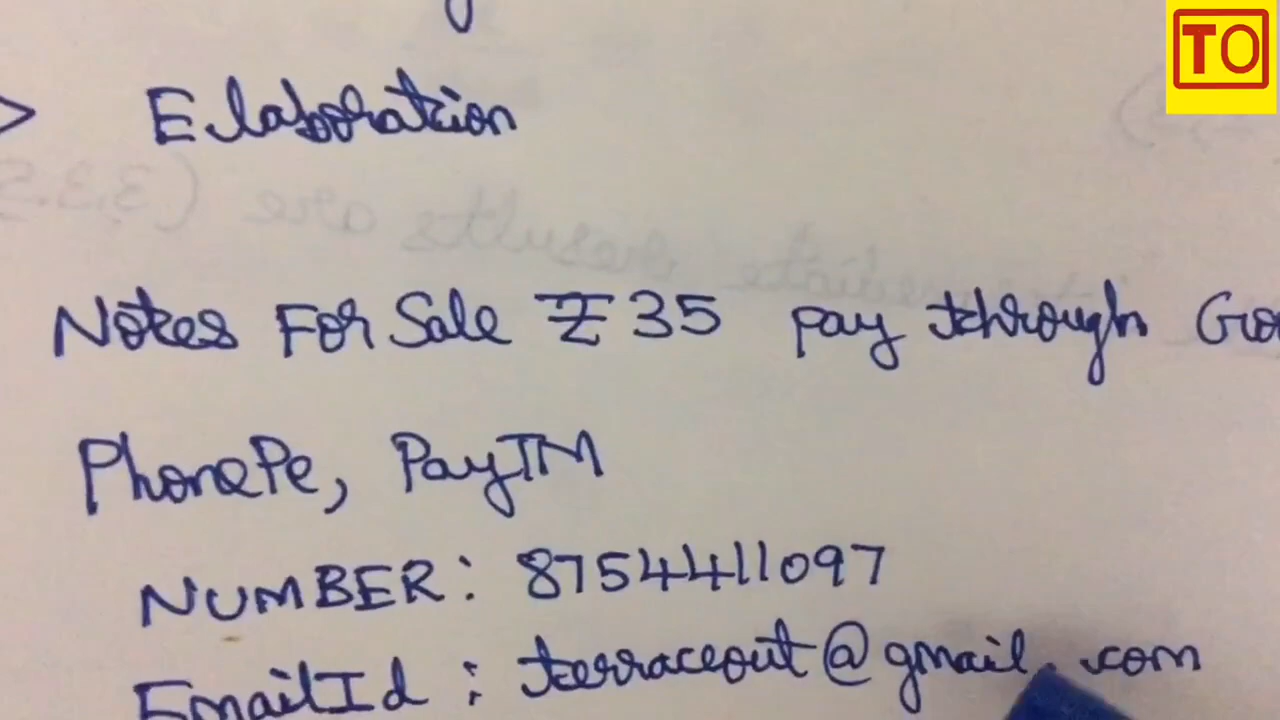 TO
> Elaboration
Notes For Sale ₹35 pay through
PhonePe, PayTM
NUMBER: 8754411097
EmailId : terraceout@gmail.com